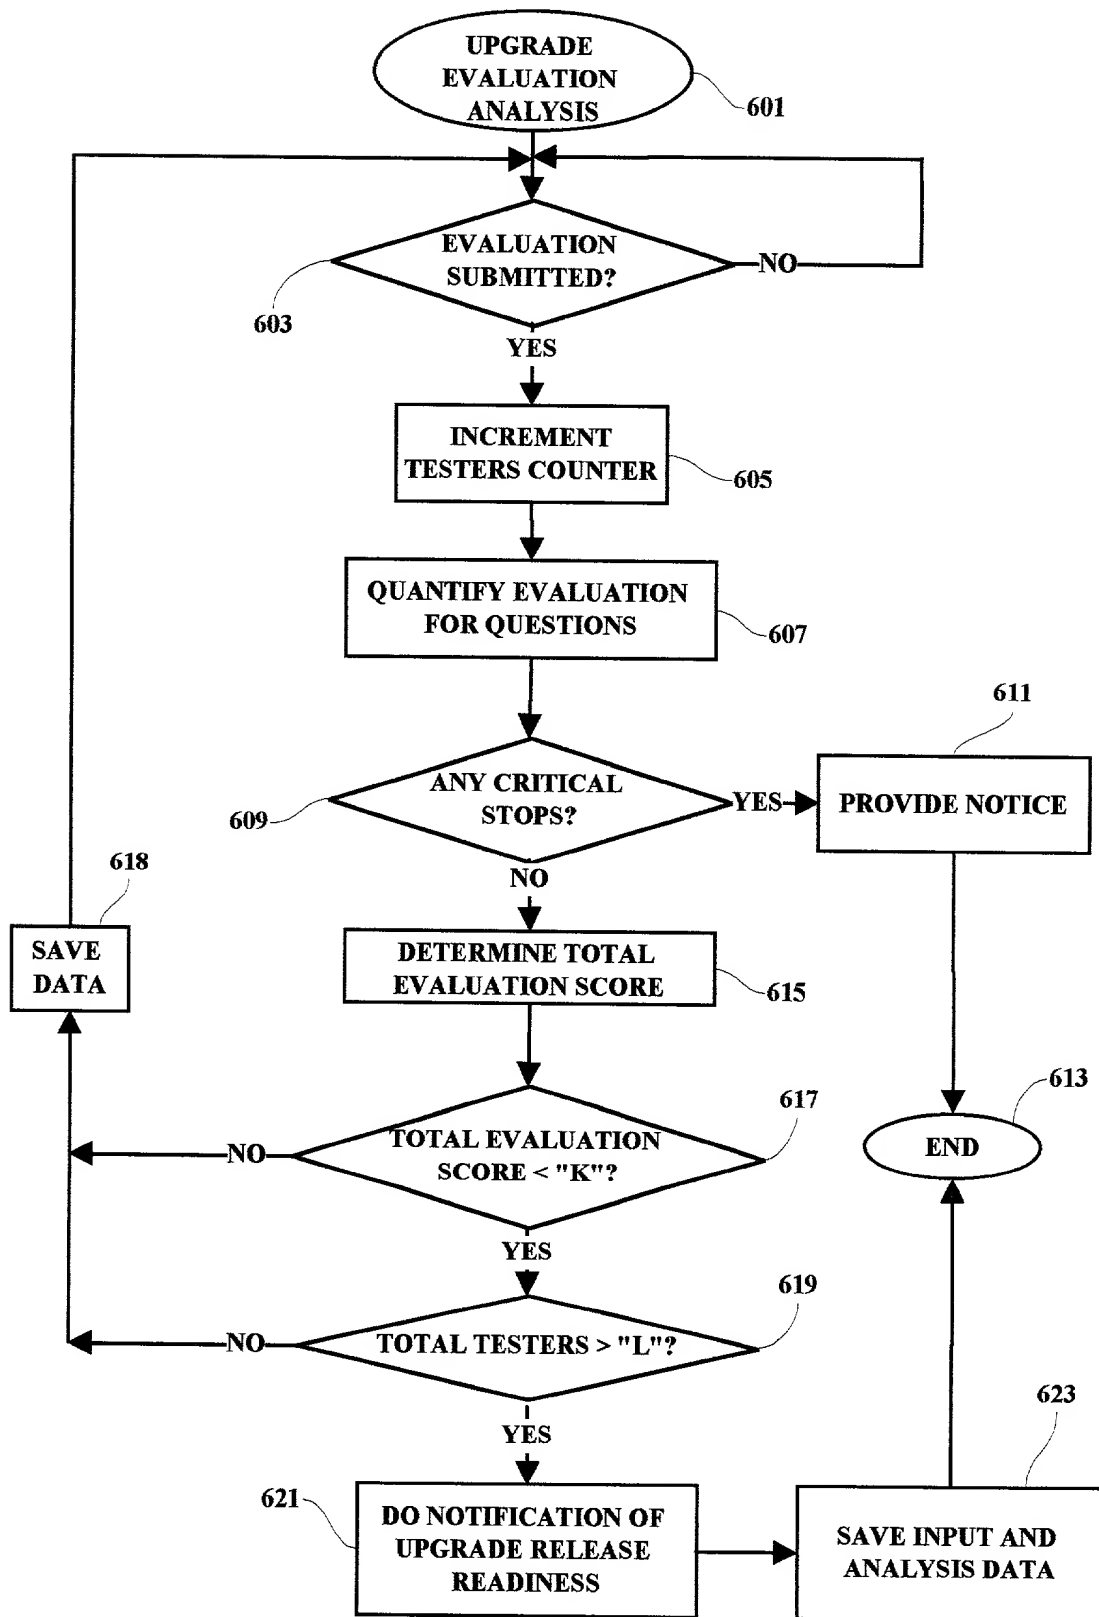 UPGRADE
EVALUATION
ANALYSIS
601
EVALUATION
SUBMITTED?
NO
603
YES
INCREMENT
TESTERS COUNTER
605
QUANTIFY EVALUATION
FOR QUESTIONS
607
611
ANY CRITICAL
STOPS?
YES
PROVIDE NOTICE
609
NO
618
SAVE
DATA
DETERMINE TOTAL
EVALUATION SCORE
615
613
617
TOTAL EVALUATION
SCORE < "K"?
NO
END
YES
619
NO
TOTAL TESTERS > "L"?
YES
623
621
DO NOTIFICATION OF
UPGRADE RELEASE
READINESS
SAVE INPUT AND
ANALYSIS DATA